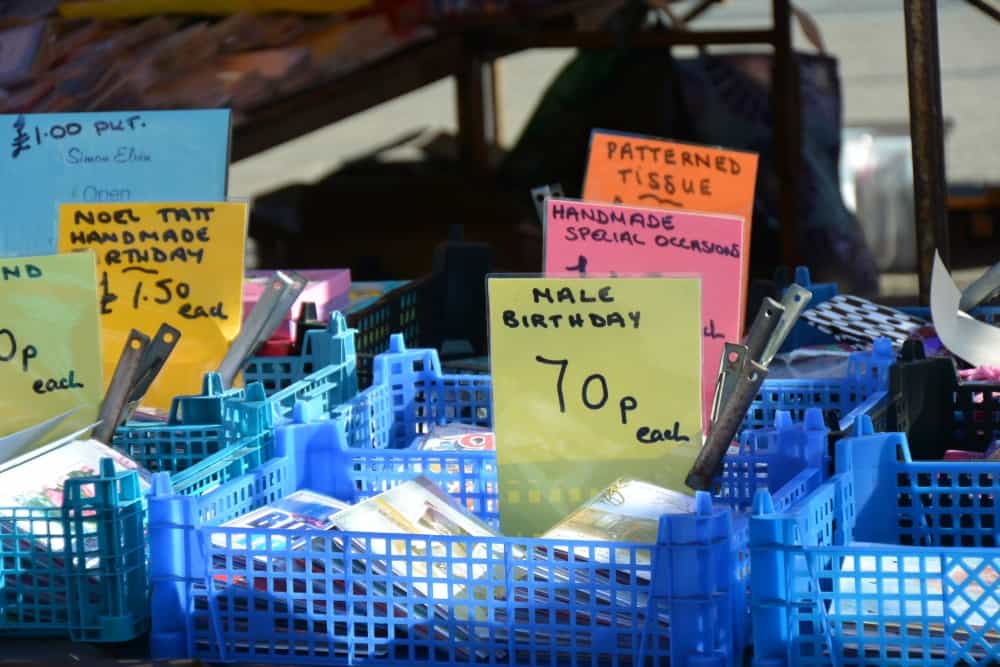 £1.00 PKT.
Simon Elvin
Open
NOEL TATT
HANDMADE
BIRTHDAY
£1.50
each
ND
0p
each
PATTERNED
TISSUE
HANDMADE
SPECIAL OCCASIONS
MALE
BIRTHDAY
70p
each